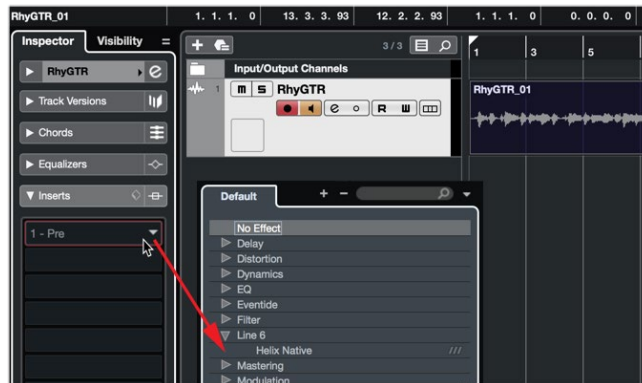 RhyGTR_01 1. 1. 1. 0 13. 3. 3. 93 12. 2. 2. 93 1. 1. 1. 0 0. 0. 0. 0
Inspector Visibility
3/3
1 3 5
RhyGTR
Input/Output Channels
1 m S RhyGTR
e R W
RhyGTR_01
Track Versions
Chords
Equalizers
Inserts
Default
1 - Pre
No Effect
Delay
Distortion
Dynamics
EQ
Eventide
Filter
Line 6
Helix Native ///
Mastering
Modulation